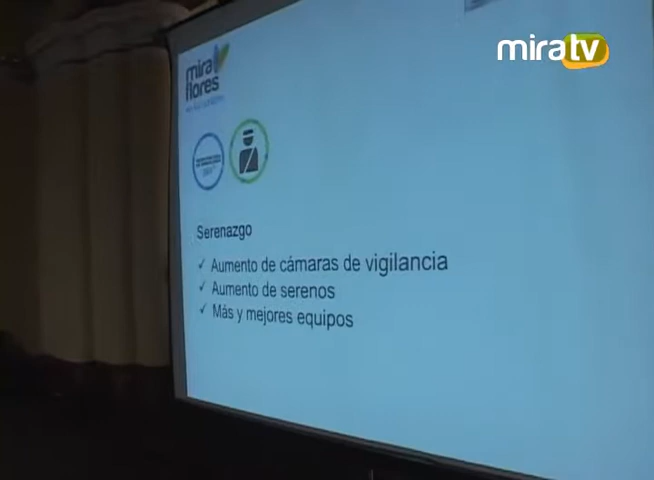 miratv
mira
flores
Serenazgo
✓ Aumento de cámaras de vigilancia
✓ Aumento de serenos
✓ Más y mejores equipos